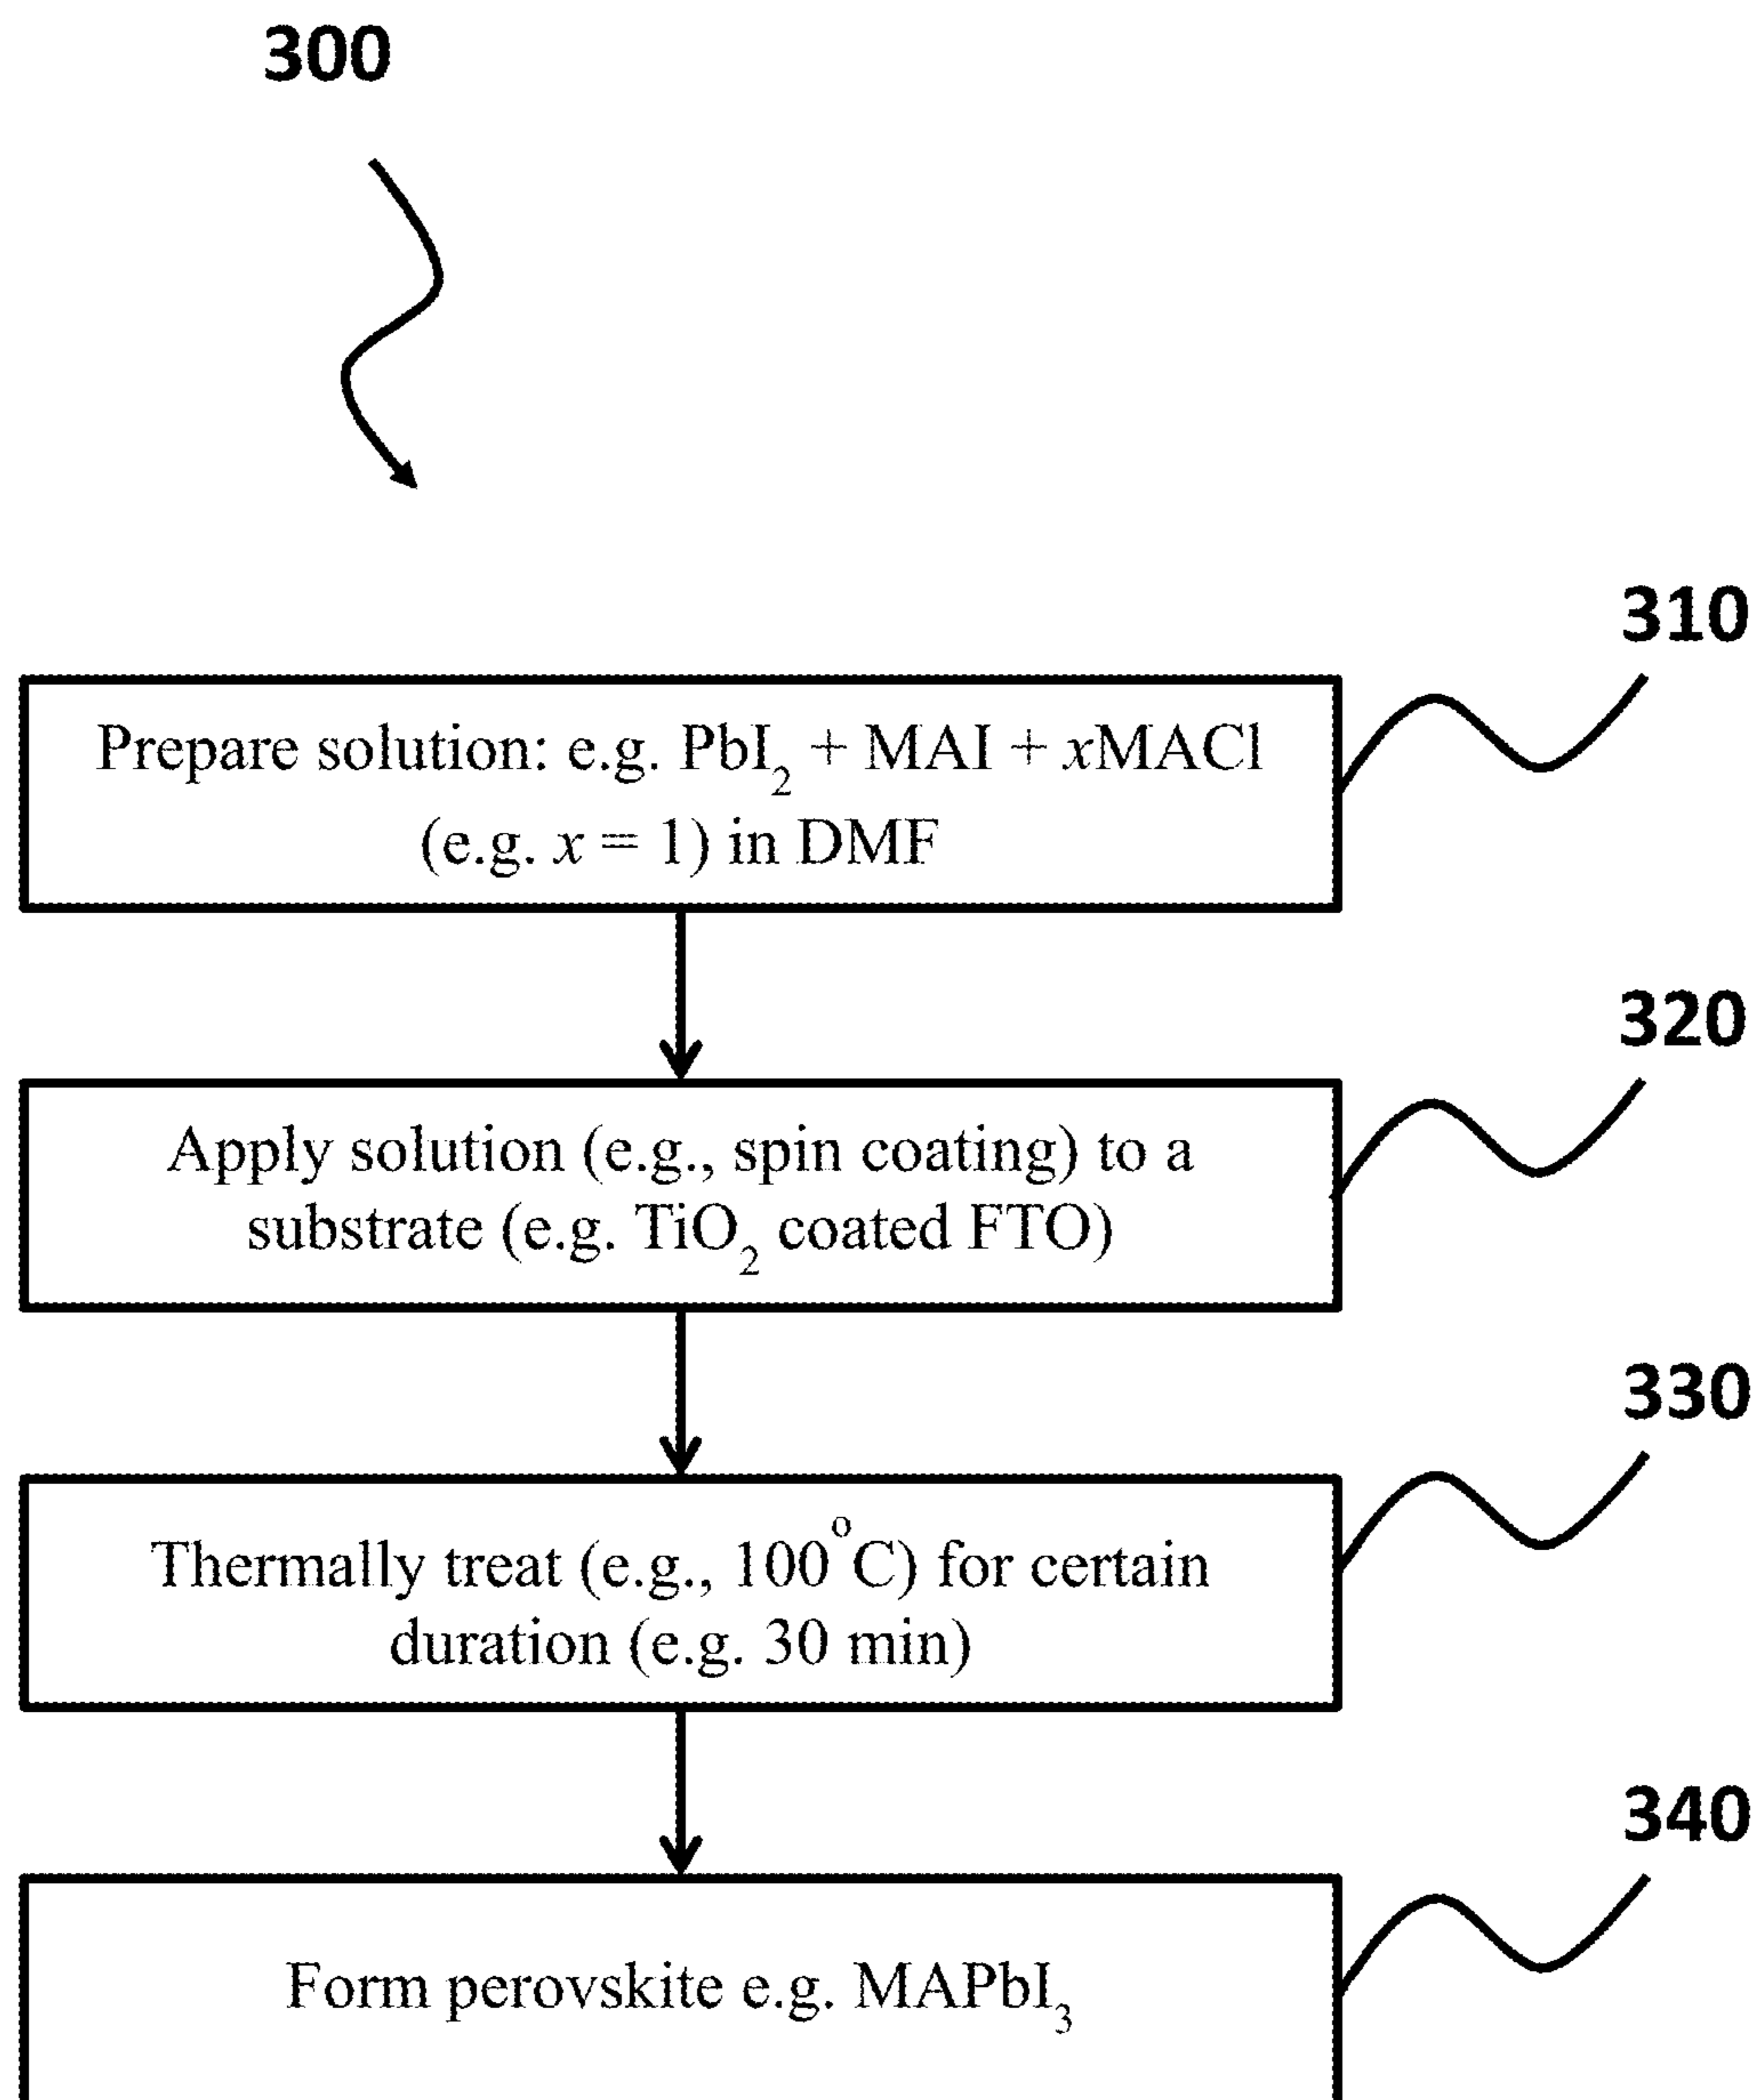 300
310
Prepare solution: e.g. PbI₂ + MAI + xMACl
(e.g. x = 1) in DMF
320
Apply solution (e.g., spin coating) to a
substrate (e.g. TiO₂ coated FTO)
330
Thermally treat (e.g., 100°C) for certain
duration (e.g. 30 min)
340
Form perovskite e.g. MAPbI₃